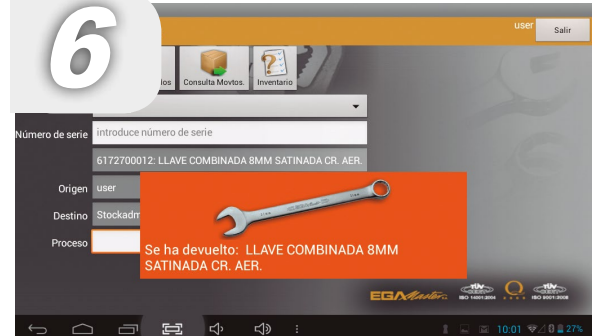 6
user
Salir
los
Consulta Movtos.
Inventario
Número de serie
introduce número de serie
6172700012: LLAVE COMBINADA 8MM SATINADA CR. AER.
Origen
user
Destino
Stockadm
Proceso
Se ha devuelto: LLAVE COMBINADA 8MM
SATINADA CR. AER.
EGAMaster
ISO 14001:2004
ISO 9001:2008
10:01
27%